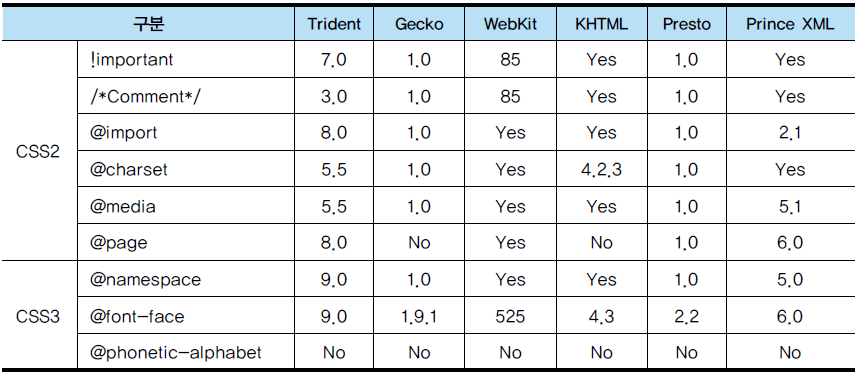 구분 Trident Gecko WebKit KHTML Presto Prince XML
CSS2
!important 7.0 1.0 85 Yes 1.0 Yes
/*Comment*/ 3.0 1.0 85 Yes 1.0 Yes
@import 8.0 1.0 Yes Yes 1.0 2.1
@charset 5.5 1.0 Yes 4.2.3 1.0 Yes
@media 5.5 1.0 Yes Yes 1.0 5.1
@page 8.0 No Yes No 1.0 6.0
CSS3
@namespace 9.0 1.0 Yes Yes 1.0 5.0
@font-face 9.0 1.9.1 525 4.3 2.2 6.0
@phonetic-alphabet No No No No No No